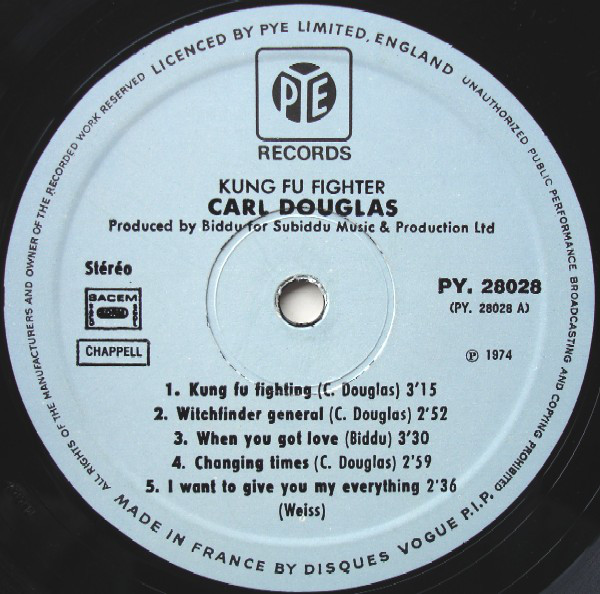 LICENCED BY PYE LIMITED, ENGLAND
UNAUTHORIZED PUBLIC PERFORMANCE BROADCASTING AND COPYING PROHIBITED
ALL RIGHTS OF THE MANUFACTURERS AND OWNER OF THE RECORDED WORK RESERVED
PYE
RECORDS
KUNG FU FIGHTER
CARL DOUGLAS
Produced by Biddu for Subiddu Music & Production Ltd
Stéréo
PY. 28028
(PY. 28028 A)
SACEM
CHAPPELL
℗ 1974
1. Kung fu fighting (C. Douglas) 3'15
2. Witchfinder general (C. Douglas) 2'52
3. When you got love (Biddu) 3'30
4. Changing times (C. Douglas) 2'59
5. I want to give you my everything 2'36
(Weiss)
MADE IN FRANCE BY DISQUES VOGUE P.I.P.